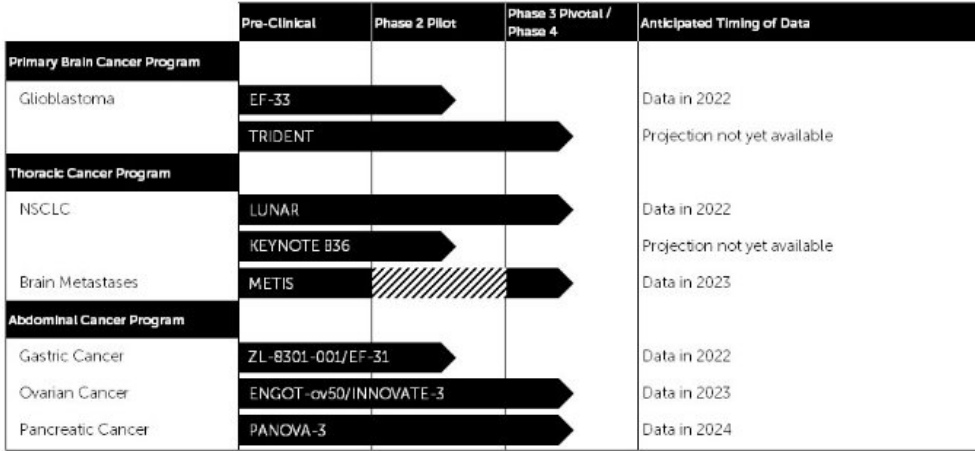 Pre-Clinical Phase 2 Pilot Phase 3 Pivotal / Phase 4 Anticipated Timing of Data
Primary Brain Cancer Program
Glioblastoma EF-33 Data in 2022
TRIDENT Projection not yet available
Thoracic Cancer Program
NSCLC LUNAR Data in 2022
KEYNOTE B36 Projection not yet available
Brain Metastases METIS Data in 2023
Abdominal Cancer Program
Gastric Cancer ZL-8301-001/EF-31 Data in 2022
Ovarian Cancer ENGOT-ov50/INNOVATE-3 Data in 2023
Pancreatic Cancer PANOVA-3 Data in 2024